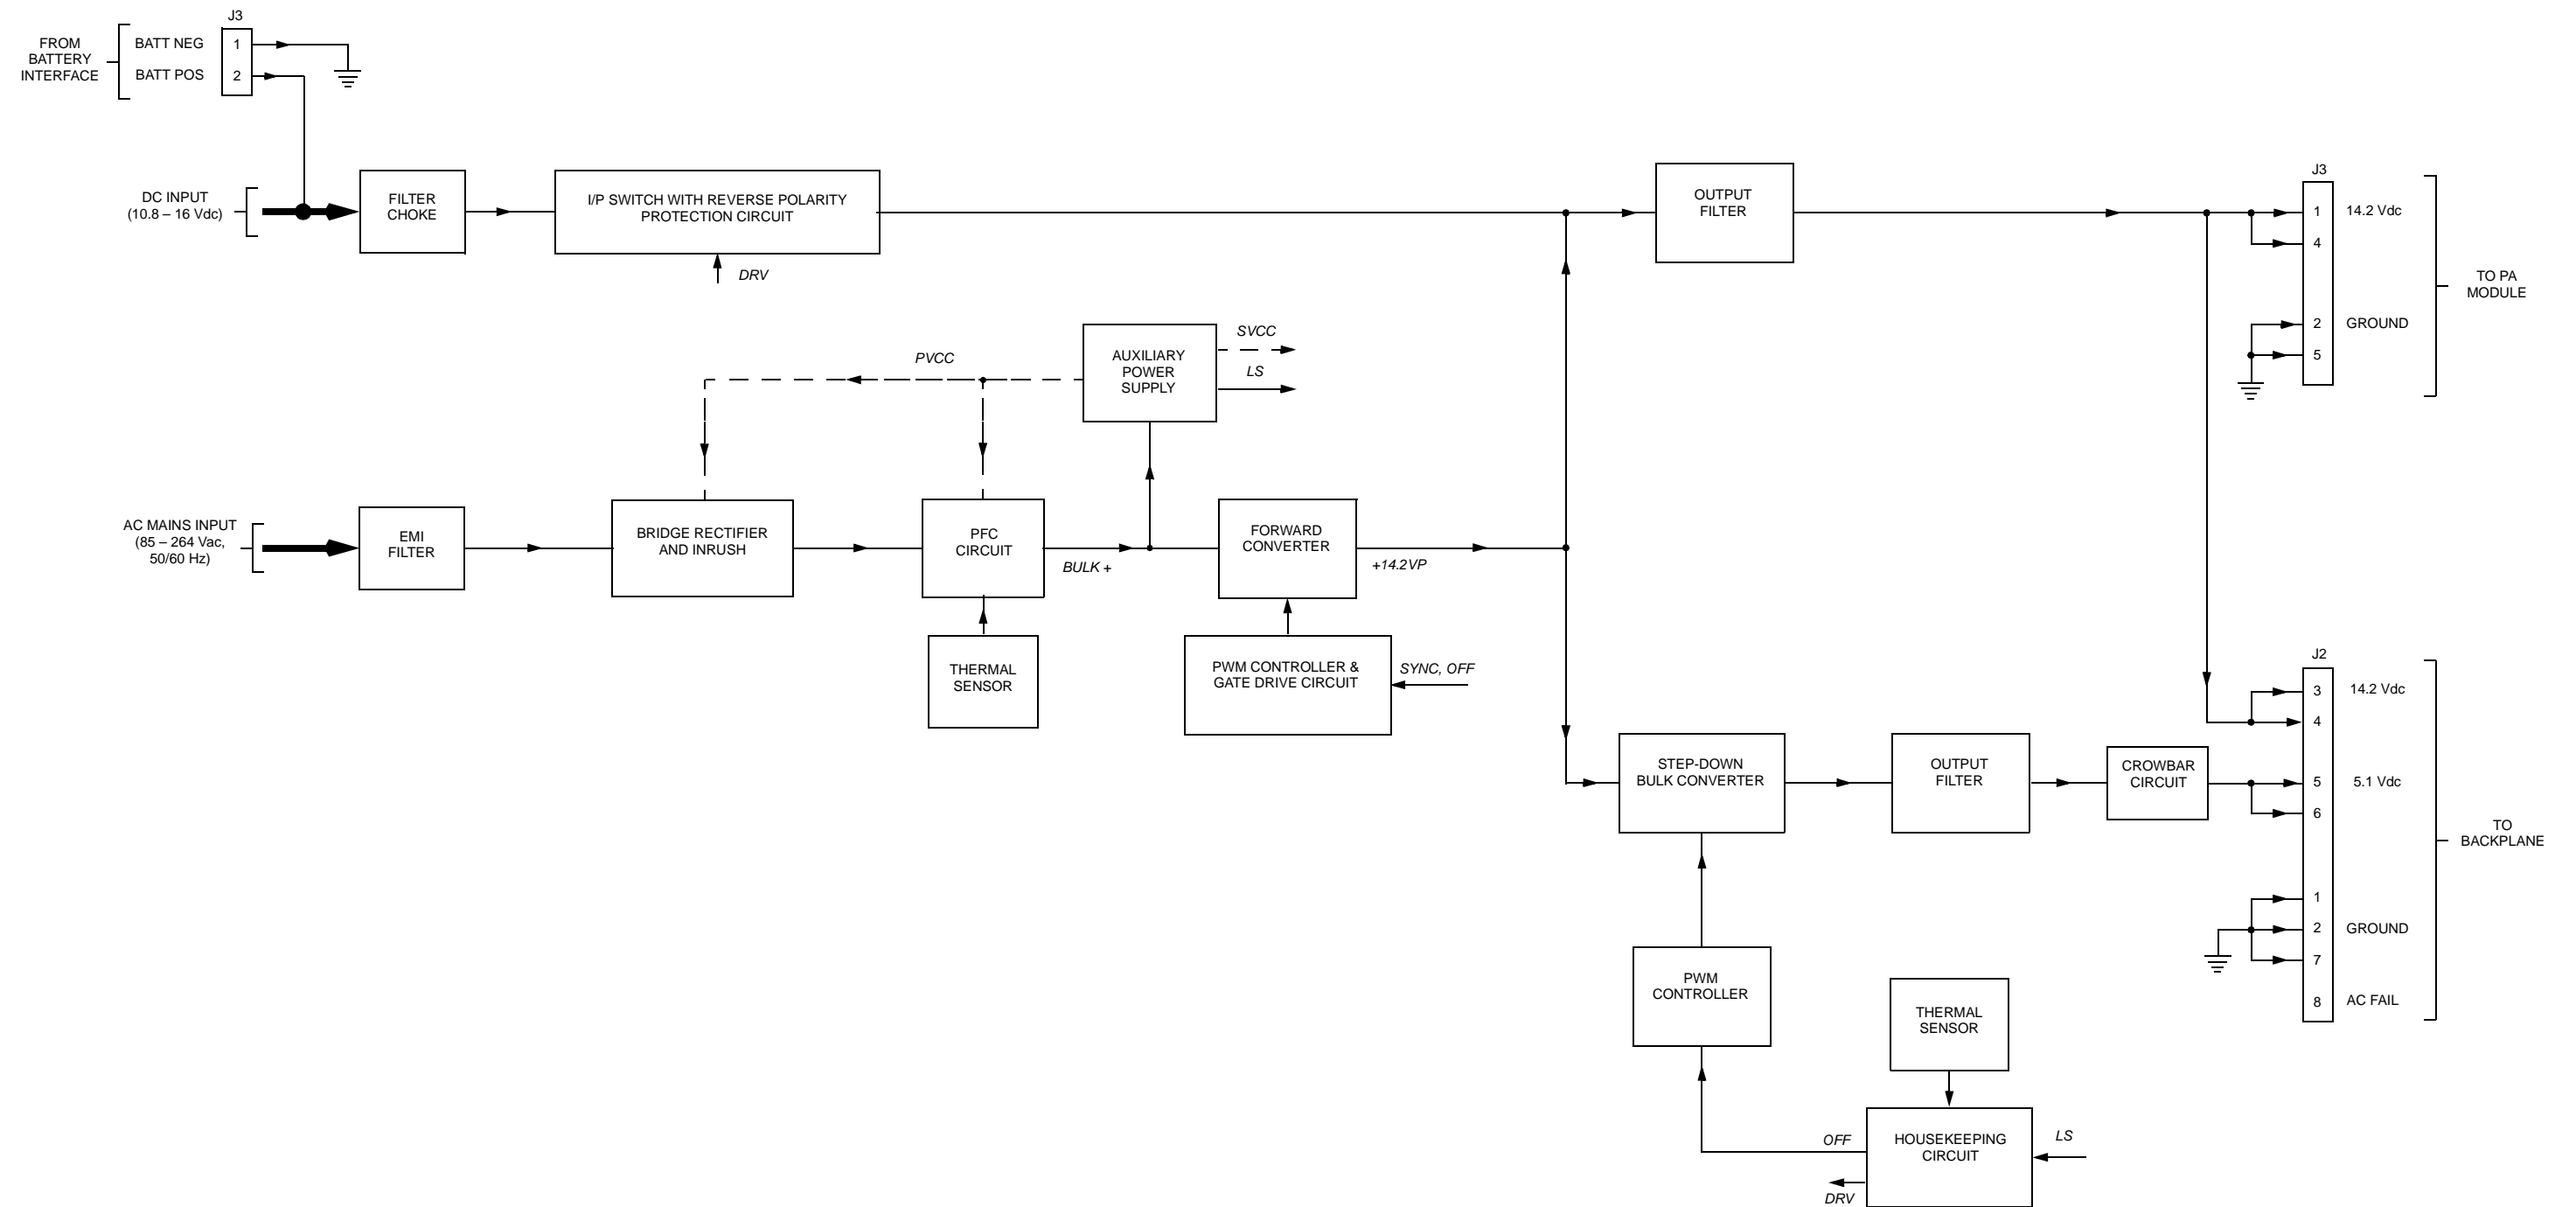 J3
FROM
BATTERY
INTERFACE
BATT NEG
1
BATT POS
2
DC INPUT
(10.8 – 16 Vdc)
FILTER
CHOKE
I/P SWITCH WITH REVERSE POLARITY
PROTECTION CIRCUIT
DRV
OUTPUT
FILTER
J3
1
14.2 Vdc
4
2
GROUND
5
TO PA
MODULE
PVCC
AUXILIARY
POWER
SUPPLY
SVCC
LS
AC MAINS INPUT
(85 – 264 Vac,
50/60 Hz)
EMI
FILTER
BRIDGE RECTIFIER
AND INRUSH
PFC
CIRCUIT
BULK +
FORWARD
CONVERTER
+14.2VP
THERMAL
SENSOR
PWM CONTROLLER &
GATE DRIVE CIRCUIT
SYNC, OFF
STEP-DOWN
BULK CONVERTER
OUTPUT
FILTER
CROWBAR
CIRCUIT
J2
3
14.2 Vdc
4
5
5.1 Vdc
6
1
2
GROUND
7
8
AC FAIL
TO
BACKPLANE
PWM
CONTROLLER
THERMAL
SENSOR
OFF
HOUSEKEEPING
CIRCUIT
LS
DRV